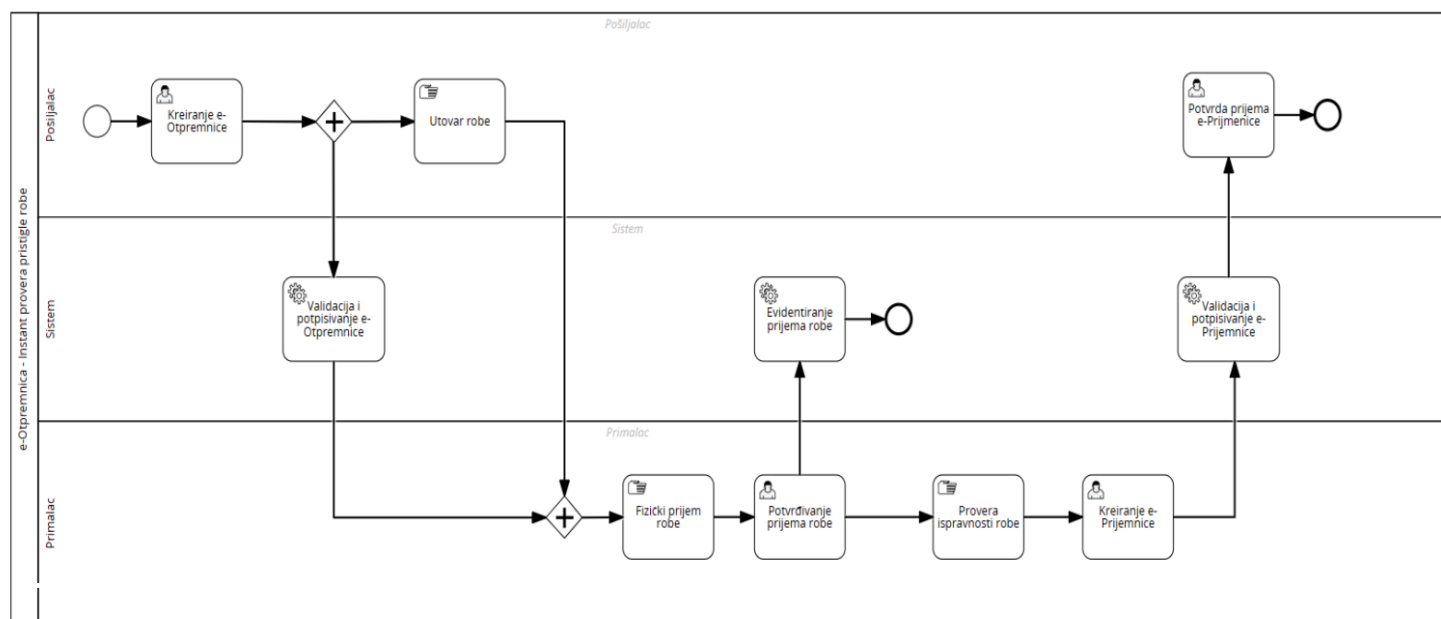 e-Otpremnica - Instant provera pristigle robe
Pošiljalac
Pošiljalac
Kreiranje e-
Otpremnice
Utovar robe
Potvrda prijema
e-Prijmenice
Sistem
Sistem
Validacija i
potpisivanje e-
Otpremnice
Evidentiranje
prijema robe
Validacija i
potpisivanje e-
Prijemnice
Primalac
Primalac
Fizički prijem
robe
Potvrđivanje
prijema robe
Provera
ispravnosti robe
Kreiranje e-
Prijemnice